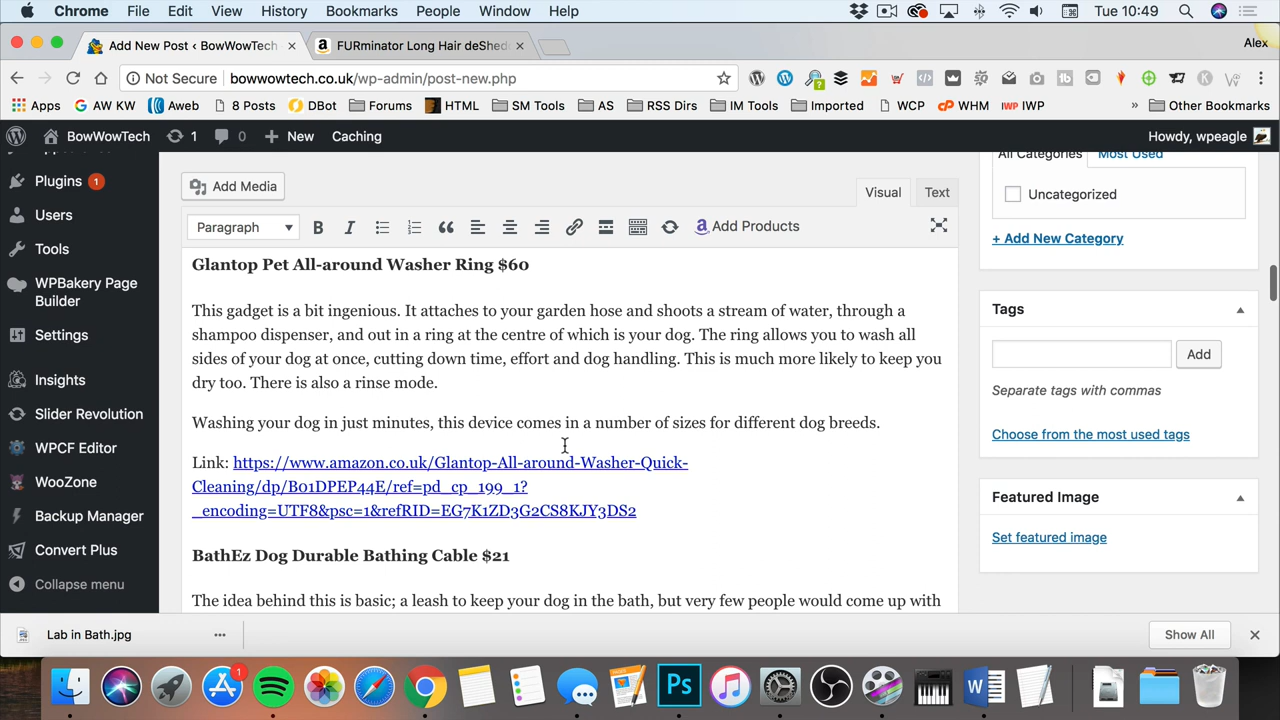 Chrome File Edit View History Bookmarks People Window Help Tue 10:49
Add New Post ‹ BowWowTech FURminator Long Hair deShed Alex
Not Secure bowwowtech.co.uk/wp-admin/post-new.php
Apps AW KW Aweb 8 Posts DBot Forums HTML SM Tools AS RSS Dirs IM Tools Imported WCP WHM IWP » Other Bookmarks
BowWowTech 1 0 New Caching Howdy, wpeagle
Plugins 1
Users
Tools
WPBakery Page
Builder
Settings
Insights
Slider Revolution
WPCF Editor
WooZone
Backup Manager
Convert Plus
Collapse menu
Add Media Visual Text
Paragraph Add Products
Glantop Pet All-around Washer Ring $60
This gadget is a bit ingenious. It attaches to your garden hose and shoots a stream of water, through a
shampoo dispenser, and out in a ring at the centre of which is your dog. The ring allows you to wash all
sides of your dog at once, cutting down time, effort and dog handling. This is much more likely to keep you
dry too. There is also a rinse mode.
Washing your dog in just minutes, this device comes in a number of sizes for different dog breeds.
Link: https://www.amazon.co.uk/Glantop-All-around-Washer-Quick-
Cleaning/dp/B01DPEP44E/ref=pd_cp_199_1?
_encoding=UTF8&psc=1&refRID=EG7K1ZD3G2CS8KJY3DS2
BathEz Dog Durable Bathing Cable $21
The idea behind this is basic; a leash to keep your dog in the bath, but very few people would come up with
All Categories Most Used
Uncategorized
+ Add New Category
Tags
Add
Separate tags with commas
Choose from the most used tags
Featured Image
Set featured image
Lab in Bath.jpg Show All